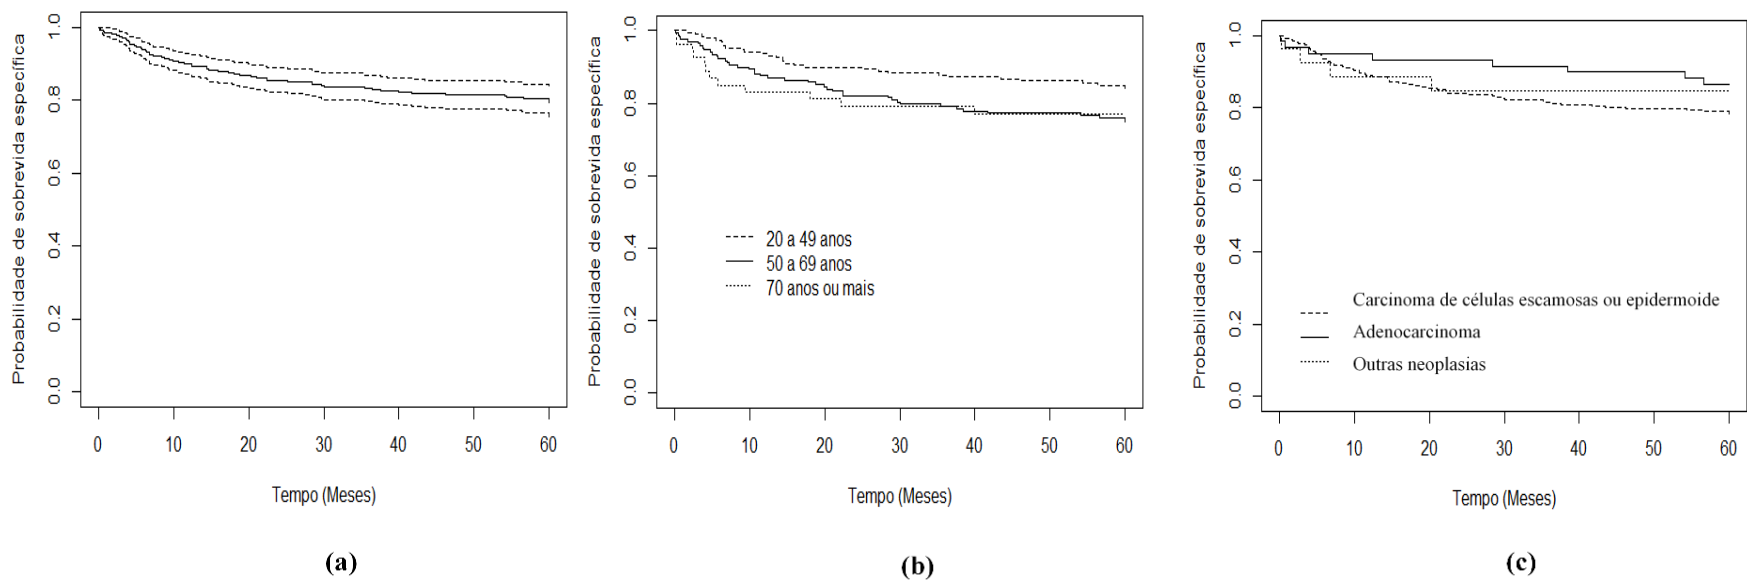 Probabilidade de sobrevida específica
1.0
0.8
0.6
0.4
0.2
0.0
0 10 20 30 40 50 60
Tempo (Meses)
(a)
Probabilidade de sobrevida específica
1.0
0.8
0.6
0.4
0.2
0.0
20 a 49 anos
50 a 69 anos
70 anos ou mais
0 10 20 30 40 50 60
Tempo (Meses)
(b)
Probabilidade de sobrevida específica
1.0
0.8
0.6
0.4
0.2
0.0
Carcinoma de células escamosas ou epidermoide
Adenocarcinoma
Outras neoplasias
0 10 20 30 40 50 60
Tempo (Meses)
(c)